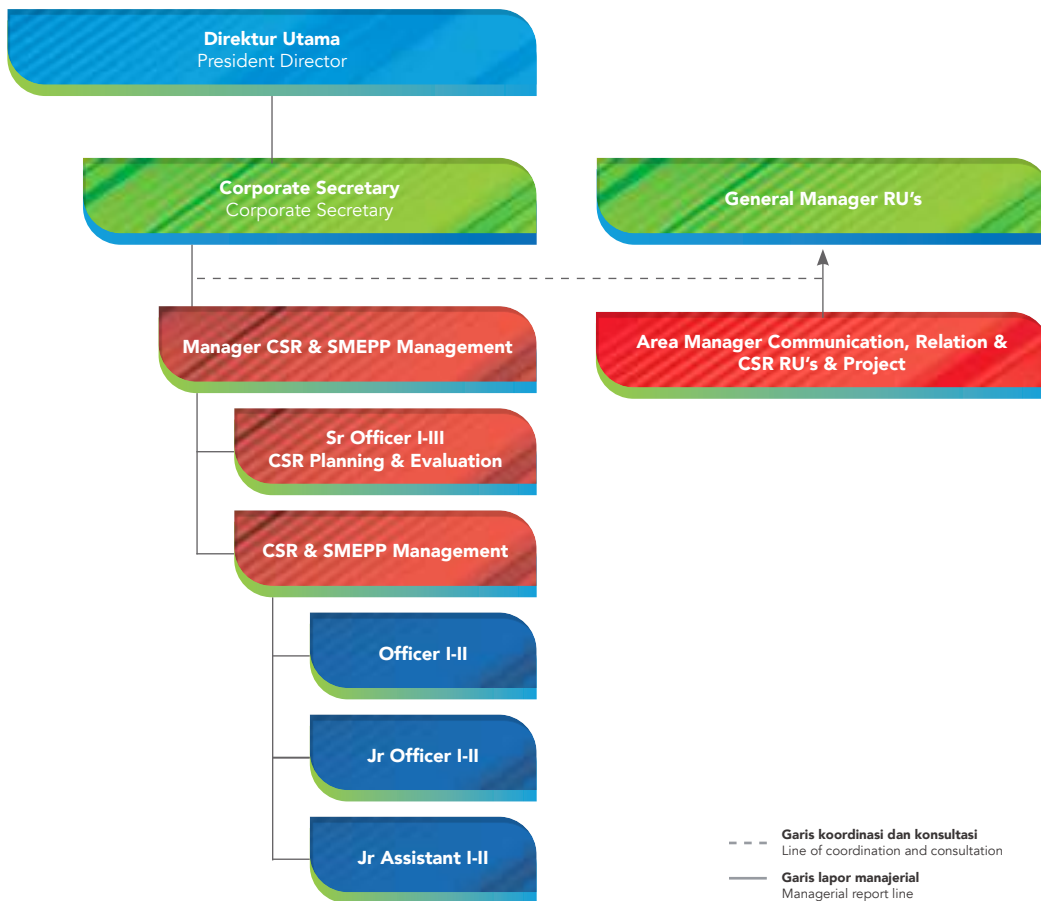 Direktur Utama
President Director
Corporate Secretary
Corporate Secretary
General Manager RU's
Manager CSR & SMEPP Management
Area Manager Communication, Relation &
CSR RU's & Project
Sr Officer I-III
CSR Planning & Evaluation
CSR & SMEPP Management
Officer I-II
Jr Officer I-II
Jr Assistant I-II
Garis koordinasi dan konsultasi
Line of coordination and consultation
Garis lapor manajerial
Managerial report line